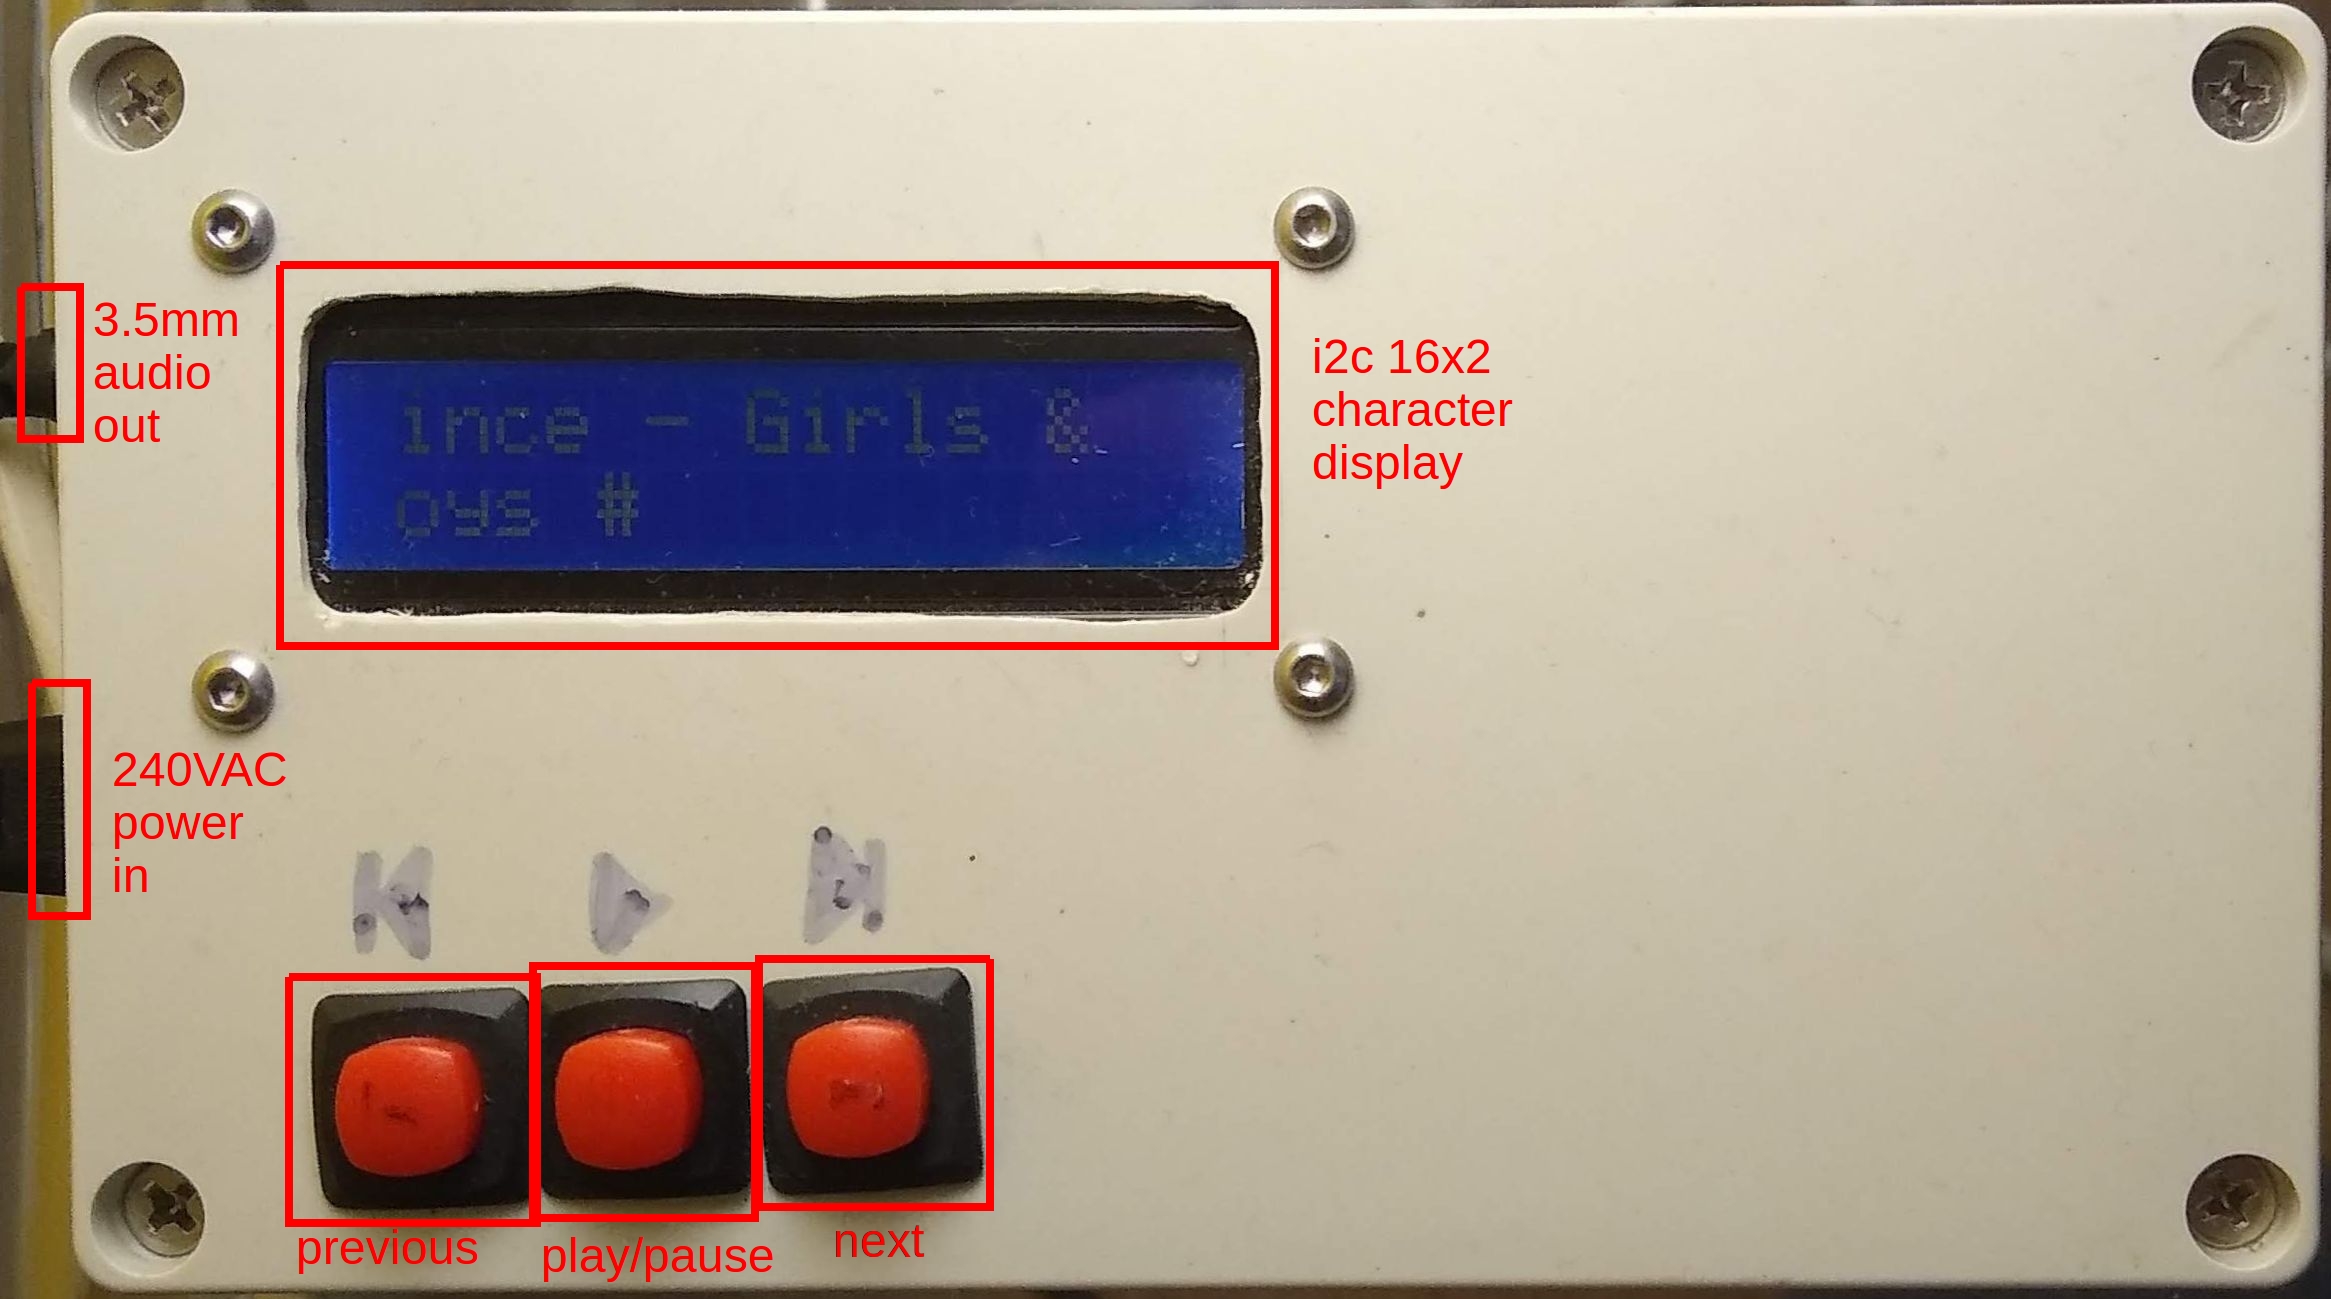 3.5mm
audio
out
ince - Girls &
oys #
i2c 16x2
character
display
240VAC
power
in
previous
play/pause
next